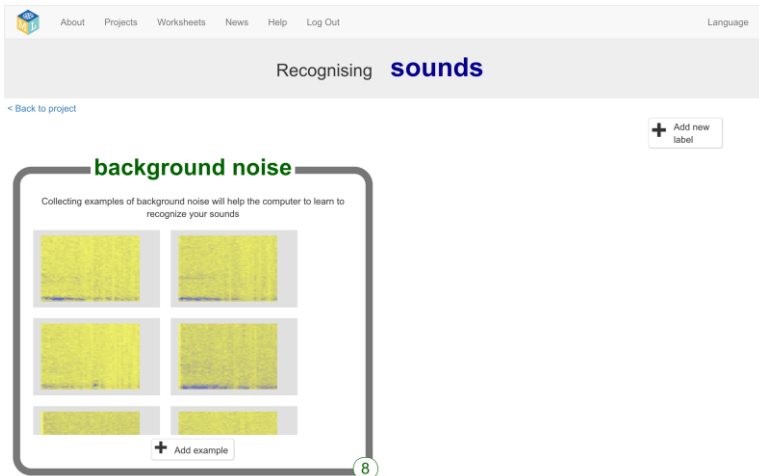 About Projects Worksheets News Help Log Out Language
Recognising sounds
< Back to project
Add new
label
background noise
Collecting examples of background noise will help the computer to learn to
recognize your sounds
Add example
8